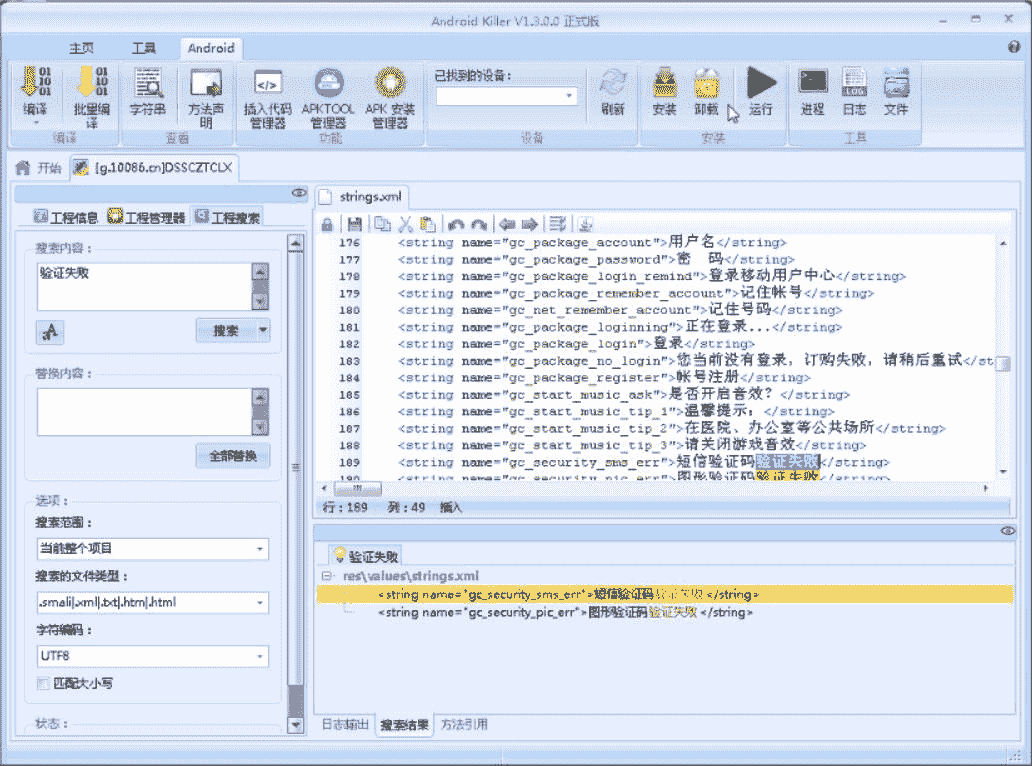 Android Killer V1.3.0.0 正式版
主页 工具 Android
编译 批量编译 字符串 方法声明 插入代码管理器 APKTOOL管理器 APK 安装管理器 已找到的设备： 刷新 安装 卸载 运行 进程 日志 文件
编译 查看 功能 设备 安装 工具
开始 [g.10086.cn]DSSCZTCLX
工程信息 工程管理器 工程搜索
搜索内容：
验证失败
搜索
替换内容：
全部替换
选项：
搜索范围：
当前整个项目
搜索的文件类型：
.smali|.xml|.txt|.htm|.html
字符编码：
UTF8
匹配大小写
状态：
strings.xml
176 <string name="gc_package_account">用户名</string>
177 <string name="gc_package_password">密　码</string>
178 <string name="gc_package_login_remind">登录移动用户中心</string>
179 <string name="gc_package_remember_account">记住帐号</string>
180 <string name="gc_net_remember_account">记住号码</string>
181 <string name="gc_package_loginning">正在登录...</string>
182 <string name="gc_package_login">登录</string>
183 <string name="gc_package_no_login">您当前没有登录，订购失败，请稍后重试</st
184 <string name="gc_package_register">帐号注册</string>
185 <string name="gc_start_music_ask">是否开启音效？</string>
186 <string name="gc_start_music_tip_1">温馨提示：</string>
187 <string name="gc_start_music_tip_2">在医院、办公室等公共场所</string>
188 <string name="gc_start_music_tip_3">请关闭游戏音效</string>
189 <string name="gc_security_sms_err">短信验证码验证失败</string>
190 <string name="gc_security_pic_err">图形验证码验证失败</string>
行：189 列：49 插入
验证失败
res\values\strings.xml
<string name="gc_security_sms_err">短信验证码验证失败</string>
<string name="gc_security_pic_err">图形验证码验证失败</string>
日志输出 搜索结果 方法引用